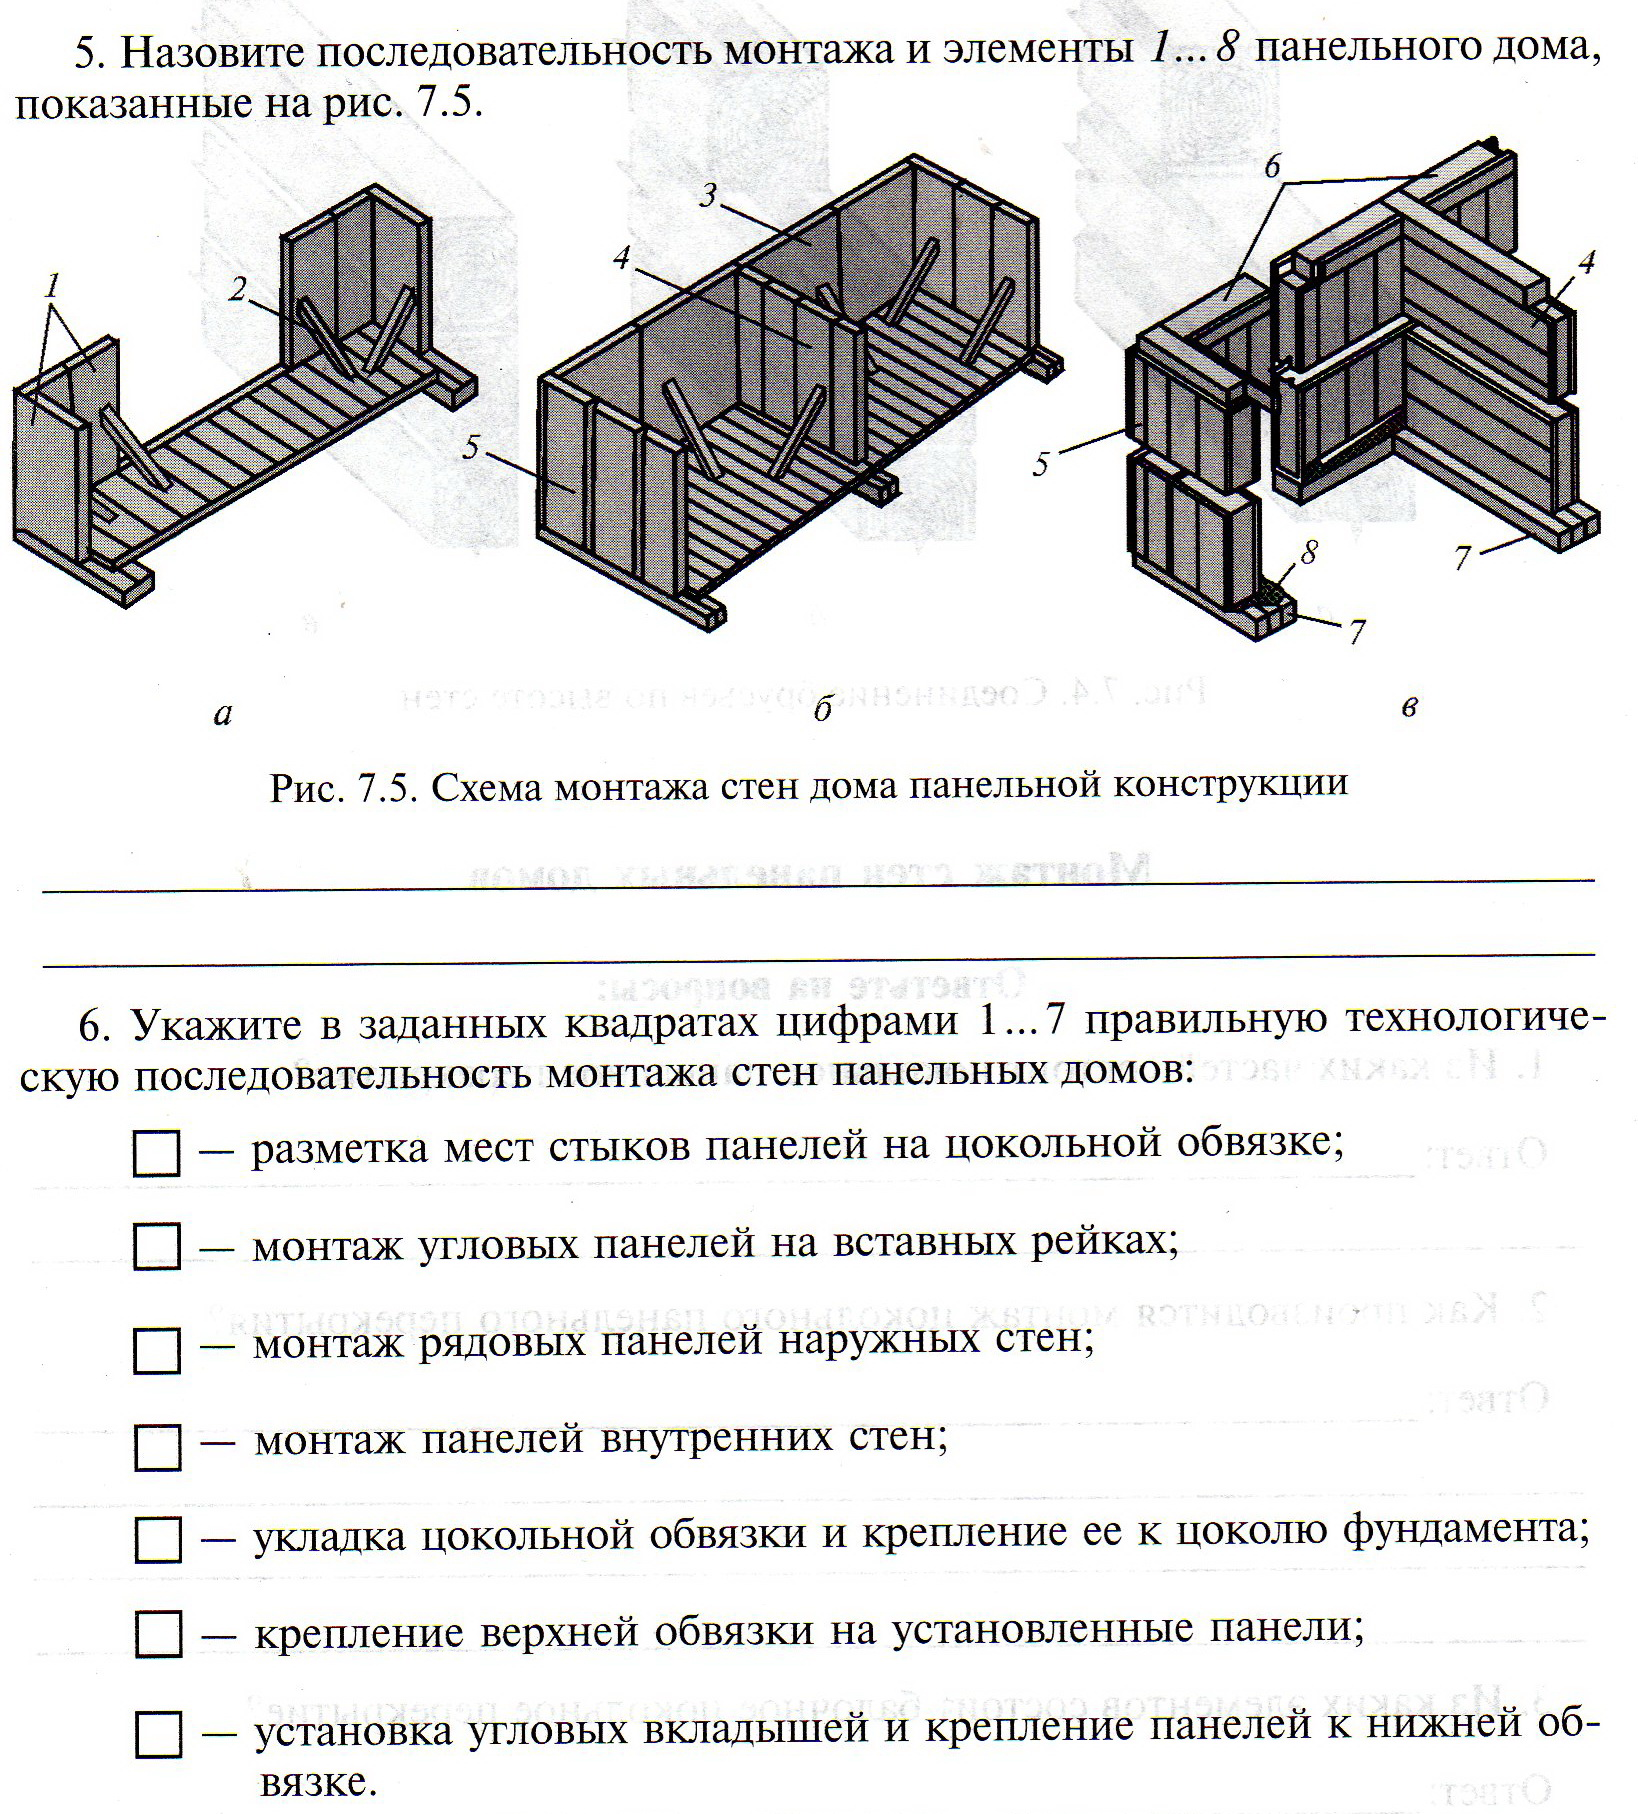 5. Назовите последовательность монтажа и элементы 1... 8 панельного дома,
показанные на рис. 7.5.
1
2
3
4
5
6
4
5
7
8
7
а
б
в
Рис. 7.5. Схема монтажа стен дома панельной конструкции
6. Укажите в заданных квадратах цифрами 1...7 правильную технологиче-
скую последовательность монтажа стен панельных домов:
— разметка мест стыков панелей на цокольной обвязке;
— монтаж угловых панелей на вставных рейках;
— монтаж рядовых панелей наружных стен;
— монтаж панелей внутренних стен;
— укладка цокольной обвязки и крепление ее к цоколю фундамента;
— крепление верхней обвязки на установленные панели;
— установка угловых вкладышей и крепление панелей к нижней об-
вязке.